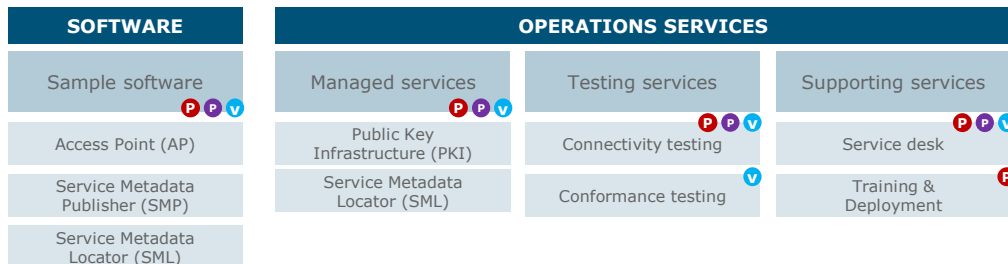 SOFTWARE
OPERATIONS SERVICES
Sample software
P P v
Managed services
P P v
Testing services
Supporting services
Access Point (AP)
Public Key
Infrastructure (PKI)
P P v
Connectivity testing
P P v
Service desk
Service Metadata
Publisher (SMP)
Service Metadata
Locator (SML)
v
Conformance testing
P
Training &
Deployment
Service Metadata
Locator (SML)